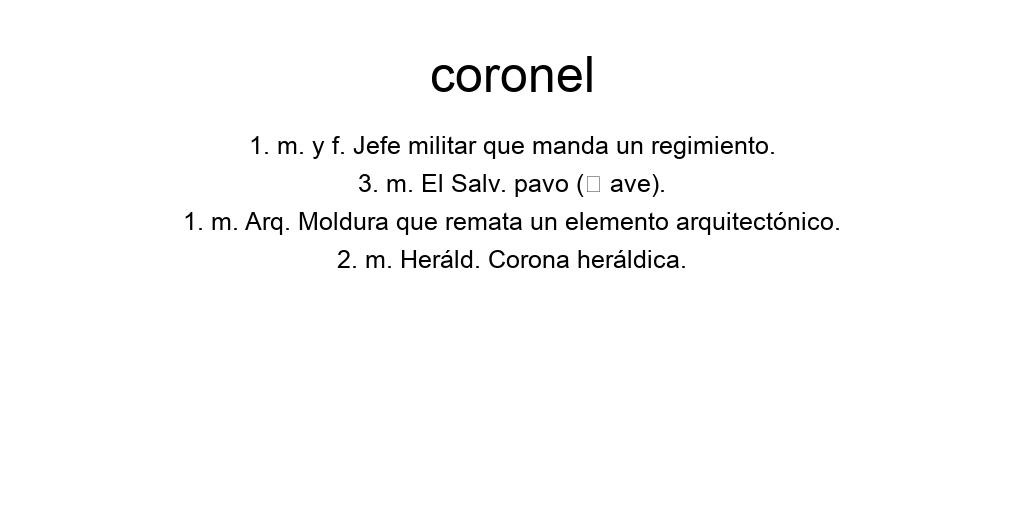 coronel
1. m. y f. Jefe militar que manda un regimiento.
3. m. El Salv. pavo (□ ave).
1. m. Arq. Moldura que remata un elemento arquitectónico.
2. m. Heráld. Corona heráldica.